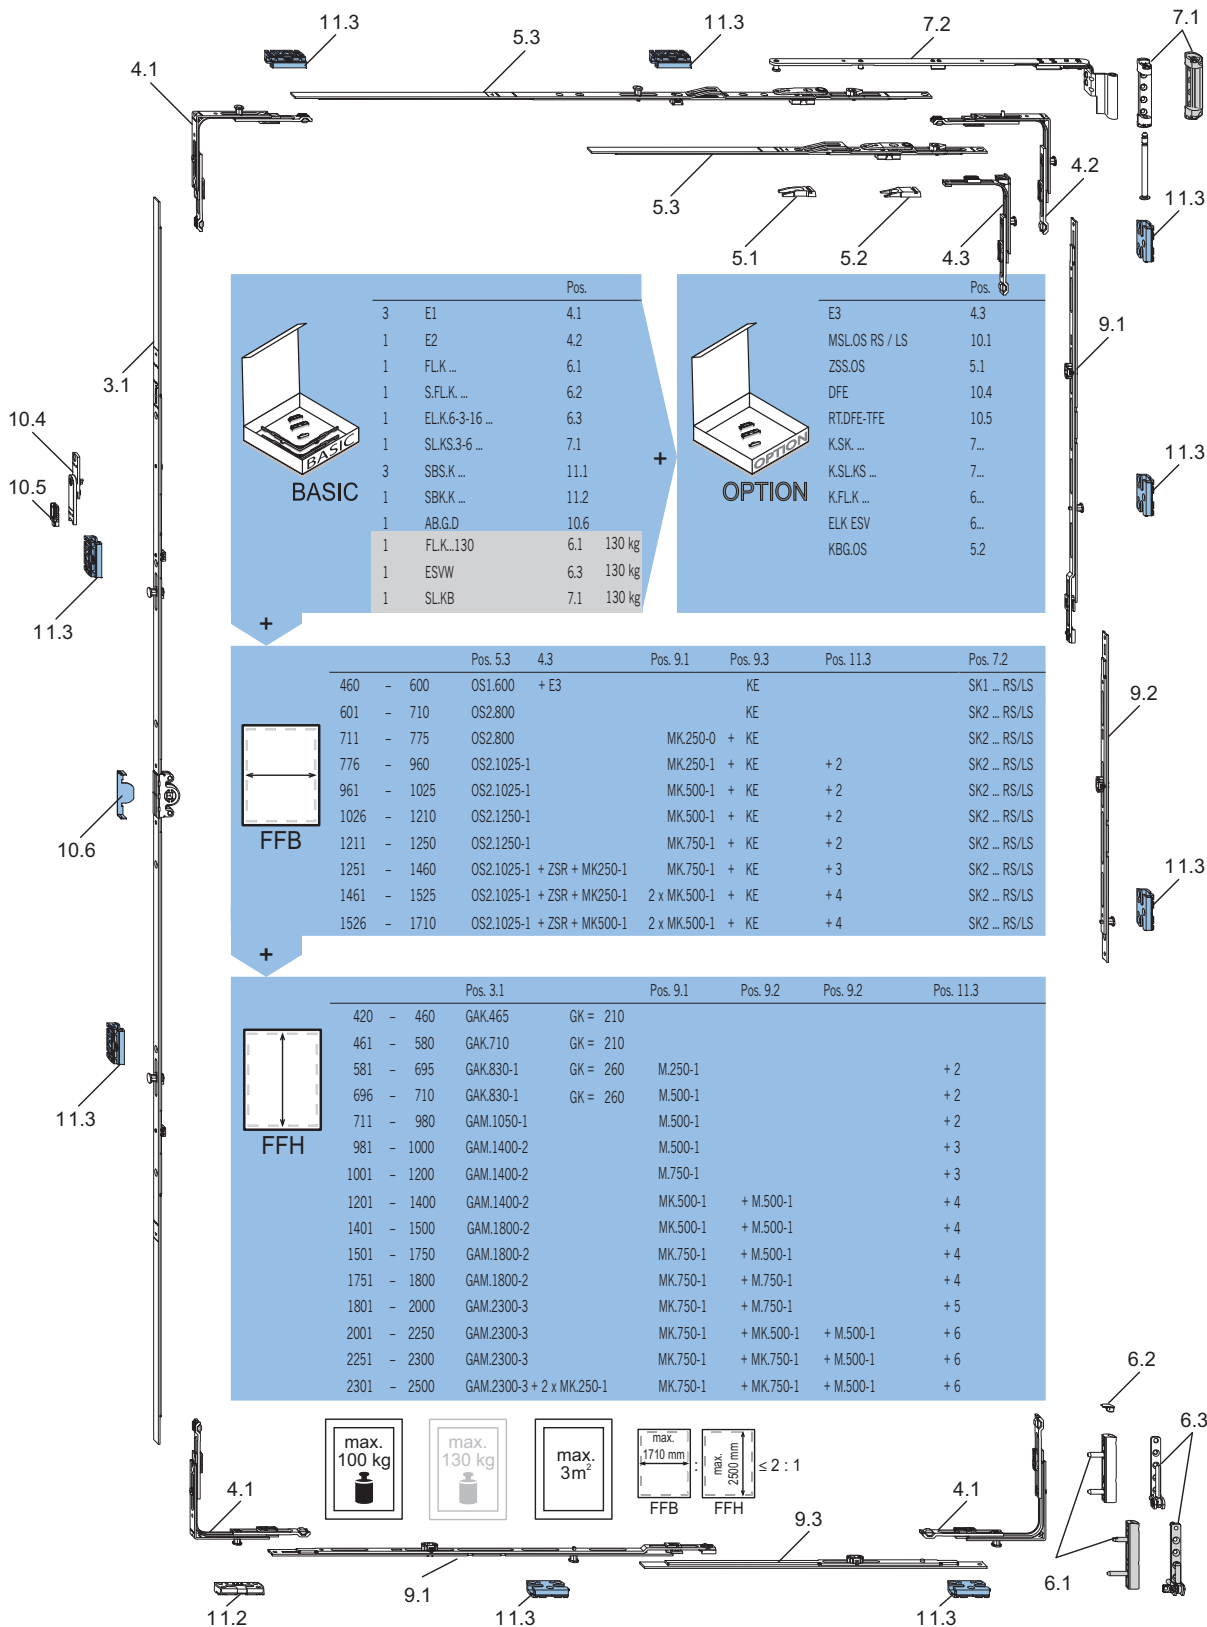 11.3
5.3
11.3
7.2
7.1
4.1
5.3
4.2
11.3
5.1
5.2
4.3
9.1
3.1
10.4
10.5
11.3
11.3
Pos.
3 E1 4.1
1 E2 4.2
1 FL.K ... 6.1
1 S.FL.K. ... 6.2
1 EL.K.6-3-16 ... 6.3
1 SL.KS.3-6 ... 7.1
3 SBS.K ... 11.1
1 SBK.K ... 11.2
1 AB.G.D 10.6
1 FL.K...130 6.1 130 kg
1 ESVW 6.3 130 kg
1 SL.KB 7.1 130 kg
BASIC
BASIC
+
Pos.
E3 4.3
MSL.OS RS / LS 10.1
ZSS.OS 5.1
DFE 10.4
RT.DFE-TFE 10.5
K.SK. ... 7...
K.SL.KS ... 7...
K.FL.K ... 6...
ELK ESV 6...
KBG.OS 5.2
OPTION
OPTION
+
Pos. 5.3 4.3 Pos. 9.1 Pos. 9.3 Pos. 11.3 Pos. 7.2
460 – 600 OS1.600 + E3 KE SK1 ... RS/LS
601 – 710 OS2.800 KE SK2 ... RS/LS
711 – 775 OS2.800 MK.250-0 + KE SK2 ... RS/LS
776 – 960 OS2.1025-1 MK.250-1 + KE + 2 SK2 ... RS/LS
961 – 1025 OS2.1025-1 MK.500-1 + KE + 2 SK2 ... RS/LS
1026 – 1210 OS2.1250-1 MK.500-1 + KE + 2 SK2 ... RS/LS
1211 – 1250 OS2.1250-1 MK.750-1 + KE + 2 SK2 ... RS/LS
1251 – 1460 OS2.1025-1 + ZSR + MK250-1 MK.750-1 + KE + 3 SK2 ... RS/LS
1461 – 1525 OS2.1025-1 + ZSR + MK250-1 2 x MK.500-1 + KE + 4 SK2 ... RS/LS
1526 – 1710 OS2.1025-1 + ZSR + MK500-1 2 x MK.500-1 + KE + 4 SK2 ... RS/LS
FFB
9.2
10.6
11.3
+
Pos. 3.1 Pos. 9.1 Pos. 9.2 Pos. 9.2 Pos. 11.3
420 – 460 GAK.465 GK = 210
461 – 580 GAK.710 GK = 210
581 – 695 GAK.830-1 GK = 260 M.250-1 + 2
696 – 710 GAK.830-1 GK = 260 M.500-1 + 2
711 – 980 GAM.1050-1 M.500-1 + 2
981 – 1000 GAM.1400-2 M.500-1 + 3
1001 – 1200 GAM.1400-2 M.750-1 + 3
1201 – 1400 GAM.1400-2 MK.500-1 + M.500-1 + 4
1401 – 1500 GAM.1800-2 MK.500-1 + M.500-1 + 4
1501 – 1750 GAM.1800-2 MK.750-1 + M.500-1 + 4
1751 – 1800 GAM.1800-2 MK.750-1 + M.750-1 + 4
1801 – 2000 GAM.2300-3 MK.750-1 + M.750-1 + 5
2001 – 2250 GAM.2300-3 MK.750-1 + MK.500-1 + M.500-1 + 6
2251 – 2300 GAM.2300-3 MK.750-1 + MK.750-1 + M.500-1 + 6
2301 – 2500 GAM.2300-3 + 2 x MK.250-1 MK.750-1 + MK.750-1 + M.500-1 + 6
FFH
11.3
6.2
6.3
max.
100 kg
max.
130 kg
max.
3m²
max.
1710 mm
FFB
:
max.
2500 mm
FFH
≤ 2 : 1
4.1
4.1
9.3
9.1
6.1
11.2
11.3
11.3